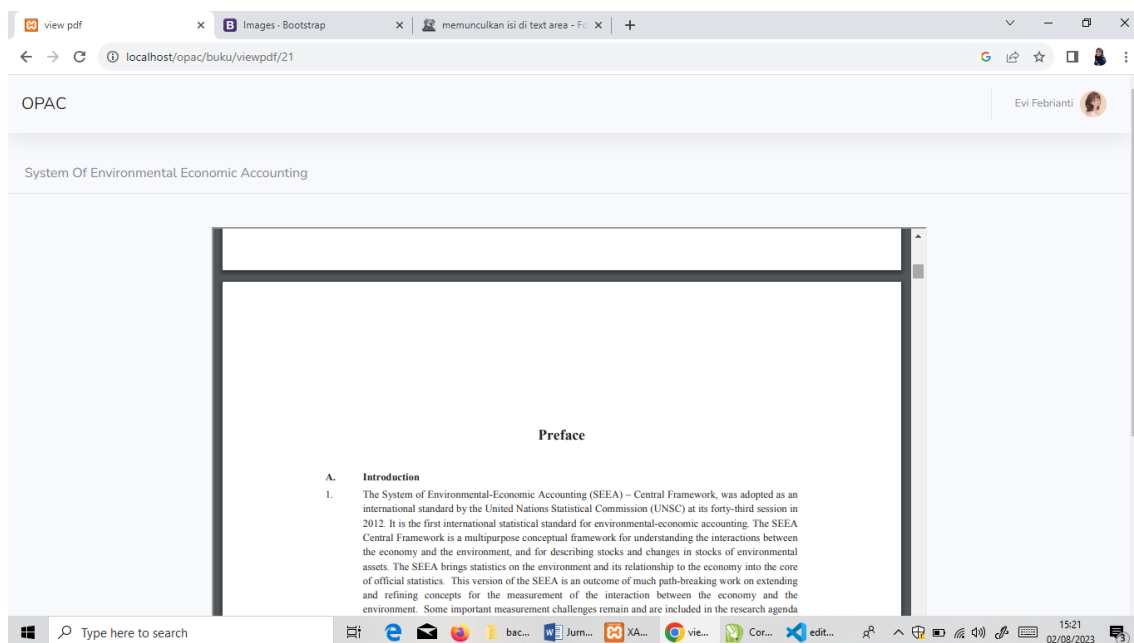 view pdf
Images · Bootstrap
memunculkan isi di text area - Fo
localhost/opac/buku/viewpdf/21
OPAC
Evi Febrianti
System Of Environmental Economic Accounting
Preface
A. Introduction
1. The System of Environmental-Economic Accounting (SEEA) – Central Framework, was adopted as an
international standard by the United Nations Statistical Commission (UNSC) at its forty-third session in
2012. It is the first international statistical standard for environmental-economic accounting. The SEEA
Central Framework is a multipurpose conceptual framework for understanding the interactions between
the economy and the environment, and for describing stocks and changes in stocks of environmental
assets. The SEEA brings statistics on the environment and its relationship to the economy into the core
of official statistics. This version of the SEEA is an outcome of much path-breaking work on extending
and refining concepts for the measurement of the interaction between the economy and the
environment. Some important measurement challenges remain and are included in the research agenda
Type here to search
bac...
Jurn...
XA...
vie...
Cor...
edit...
15:21
02/08/2023
3